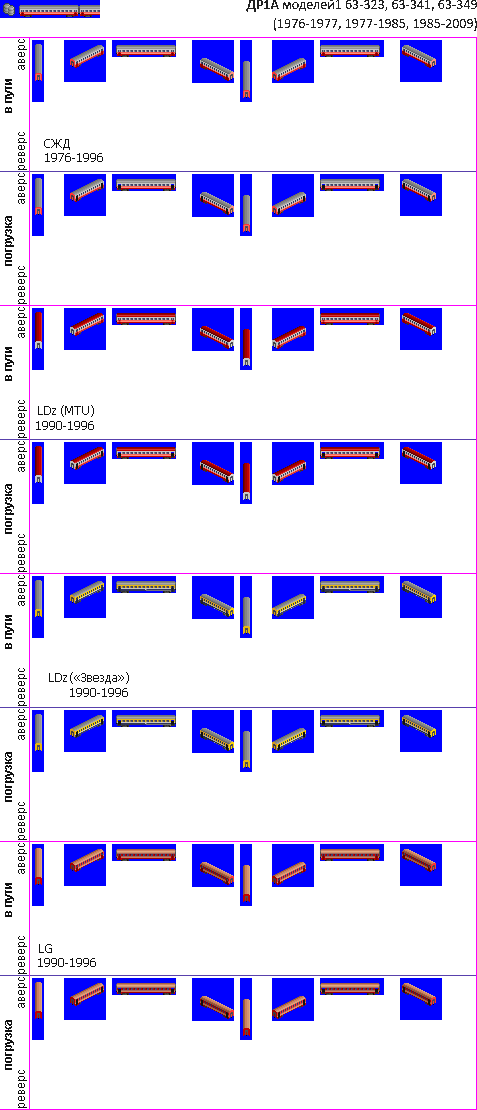 ДР1А моделей1 63-323, 63-341, 63-349
(1976-1977, 1977-1985, 1985-2009)
аверс
в пути
СЖД
1976-1996
реверс
аверс
погрузка
реверс
аверс
в пути
LDz (MTU)
1990-1996
реверс
аверс
погрузка
реверс
аверс
в пути
LDz («Звезда»)
1990-1996
реверс
аверс
погрузка
реверс
аверс
в пути
LG
1990-1996
реверс
аверс
погрузка
реверс